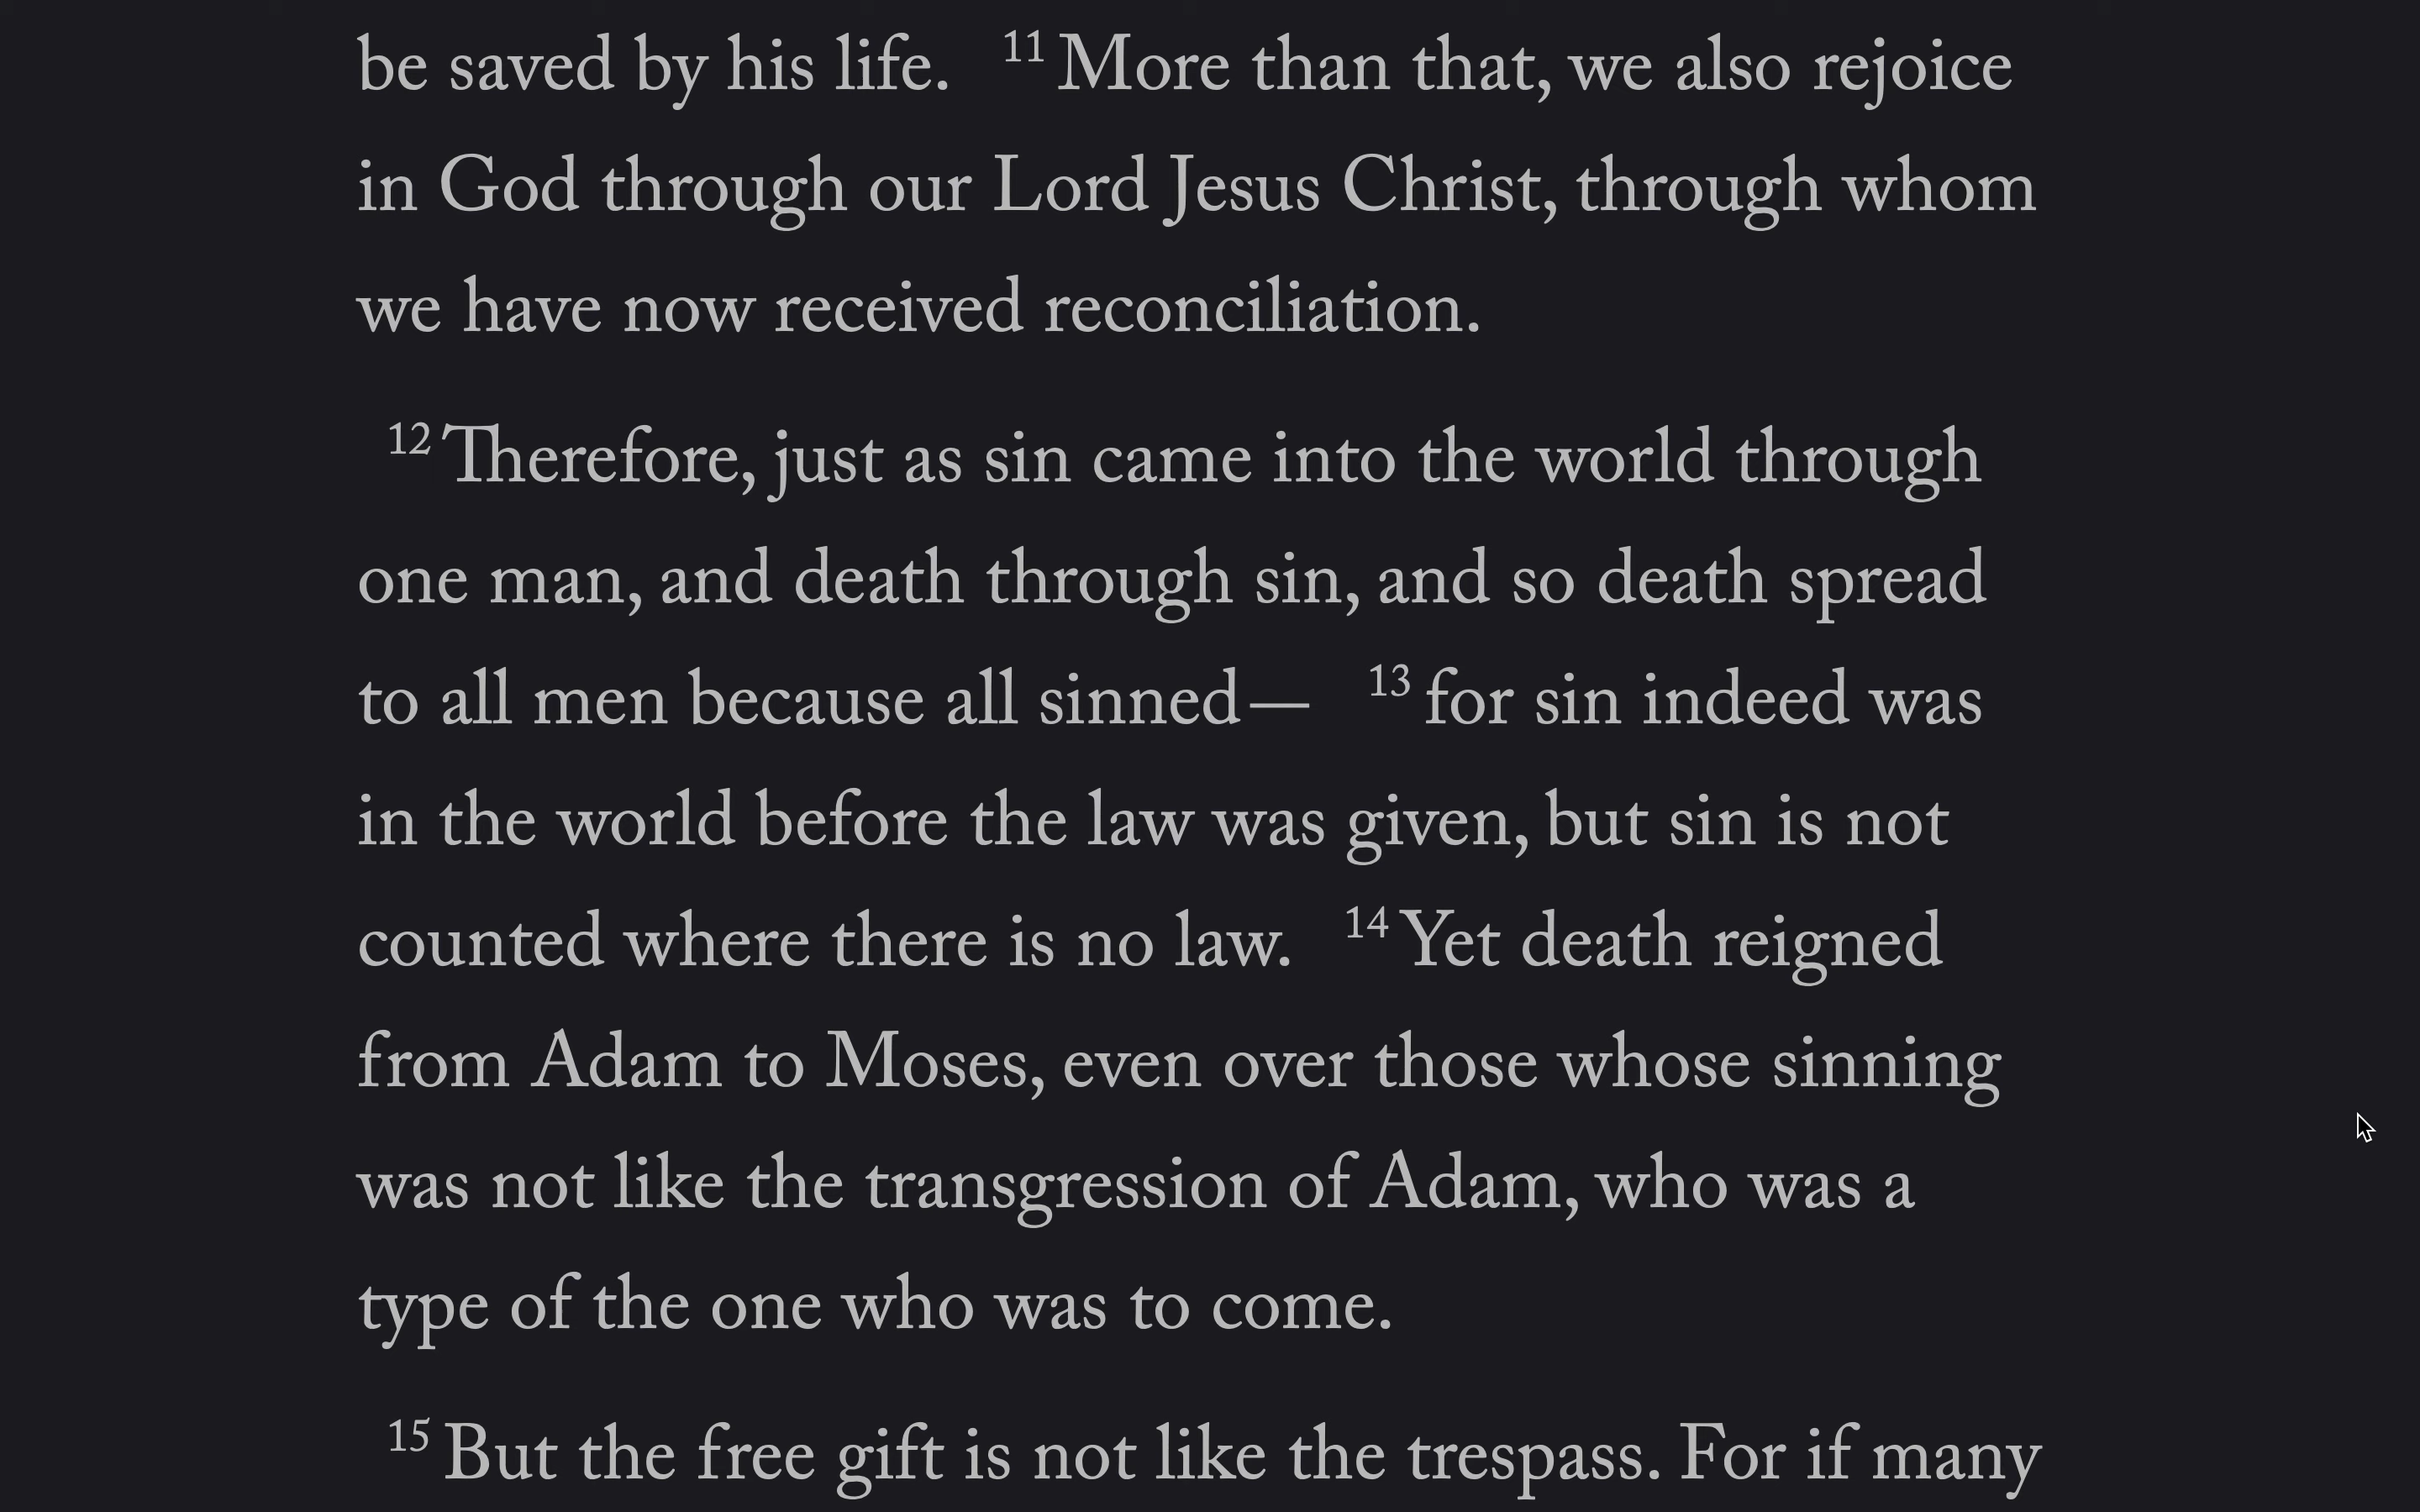 be saved by his life. 11 More than that, we also rejoice
in God through our Lord Jesus Christ, through whom
we have now received reconciliation.
12 Therefore, just as sin came into the world through
one man, and death through sin, and so death spread
to all men because all sinned— 13 for sin indeed was
in the world before the law was given, but sin is not
counted where there is no law. 14 Yet death reigned
from Adam to Moses, even over those whose sinning
was not like the transgression of Adam, who was a
type of the one who was to come.
15 But the free gift is not like the trespass. For if many